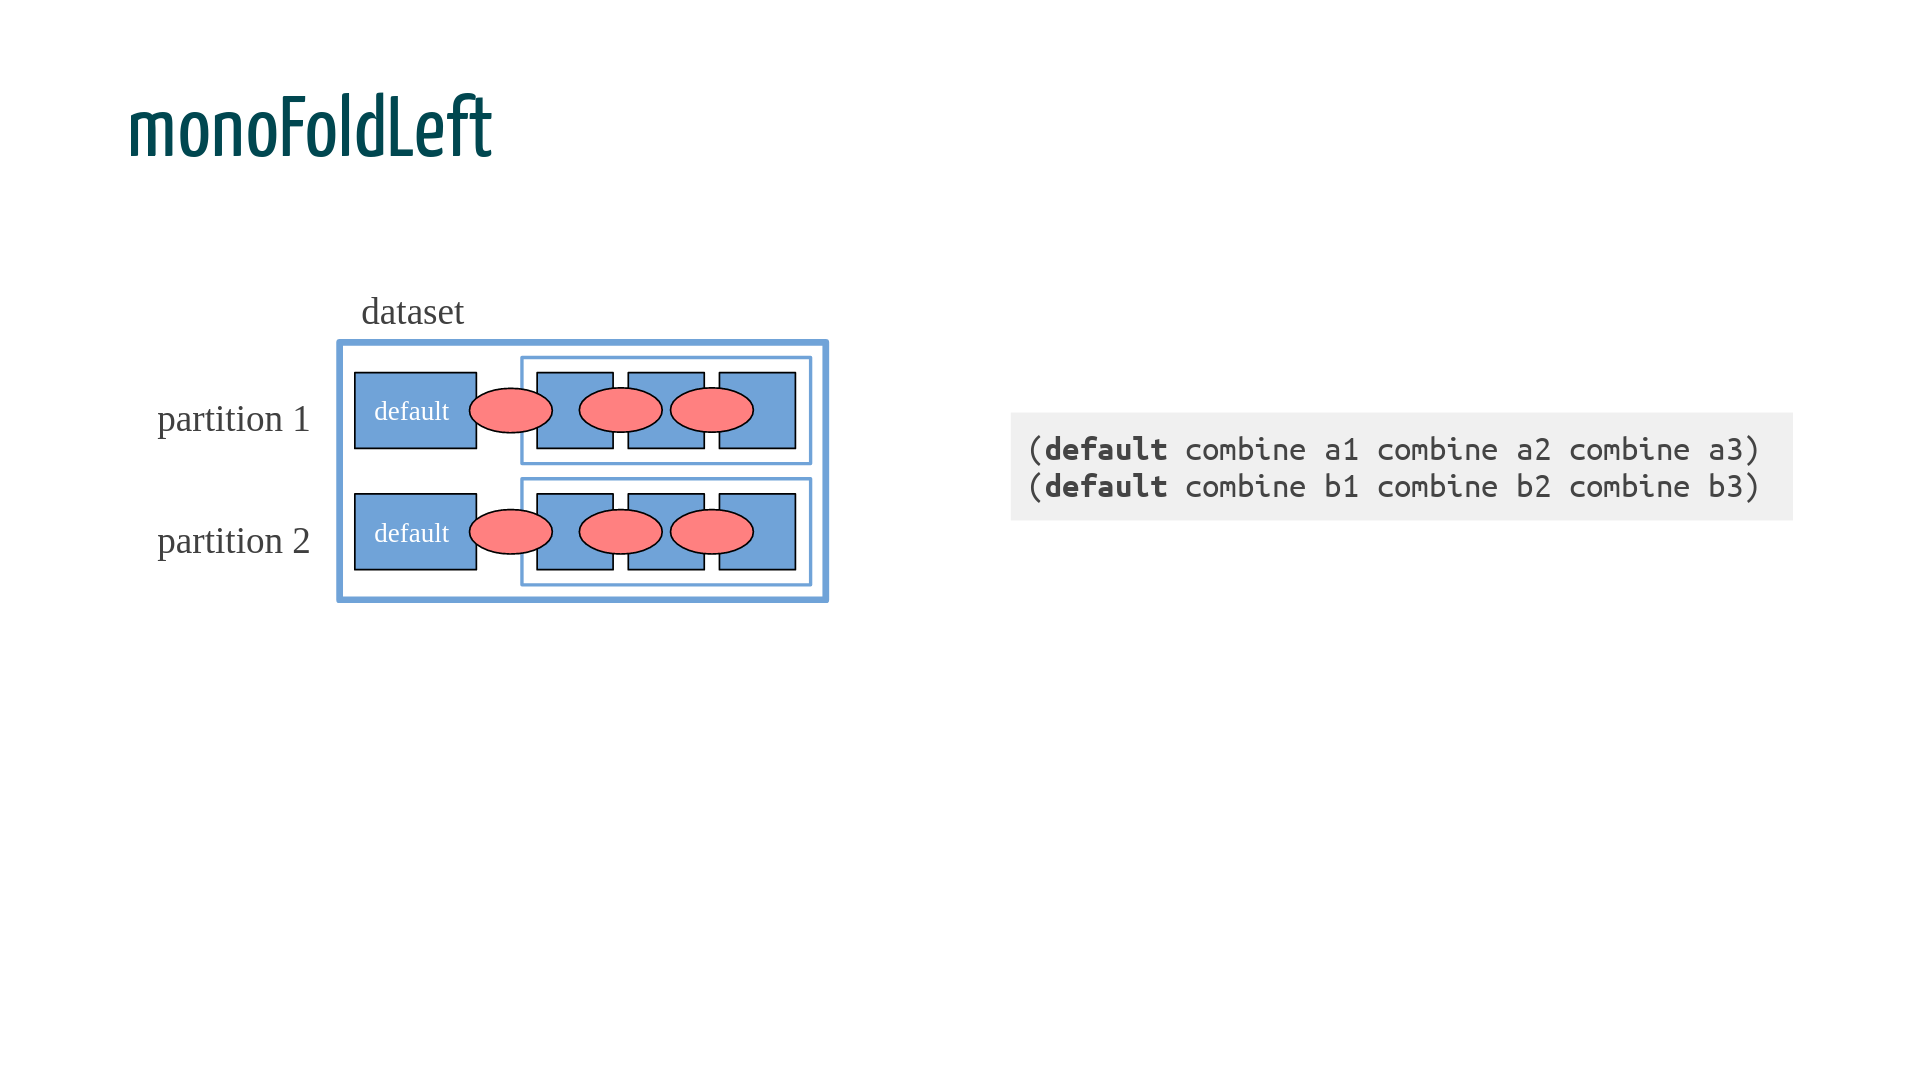 monoFoldLeft
dataset
partition 1
default
partition 2
default
(default combine a1 combine a2 combine a3)
(default combine b1 combine b2 combine b3)